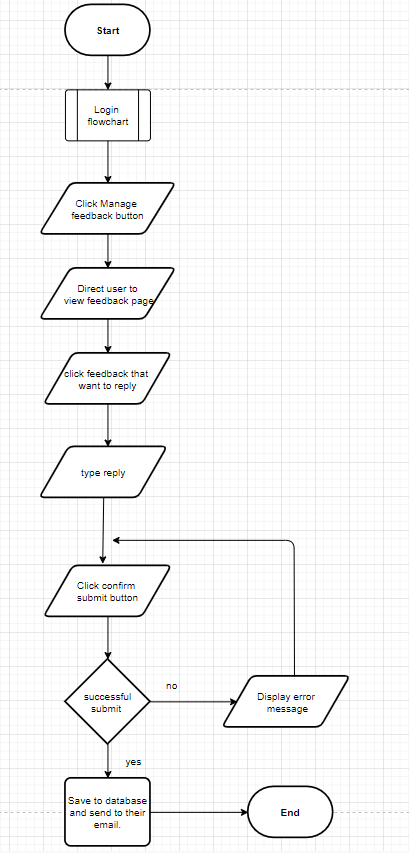 Start
Login
flowchart
Click Manage
feedback button
Direct user to
view feedback page
click feedback that
want to reply
type reply
Click confirm
submit button
successful
submit
no
Display error
message
yes
Save to database
and send to their
email.
End